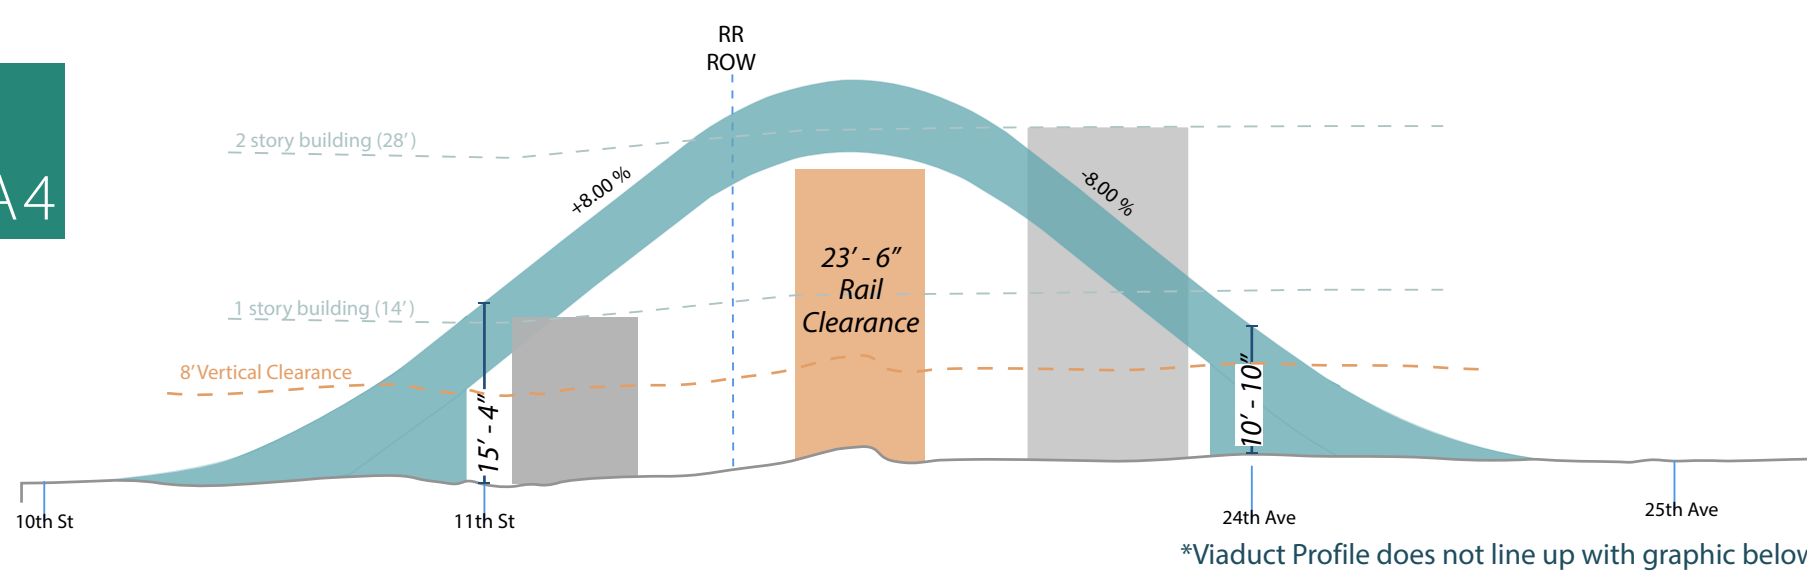 RR
ROW
A4
2 story building (28’)
+8.00 %
-8.00 %
23’ - 6”
Rail
Clearance
1 story building (14’)
8’ Vertical Clearance
15’ - 4”
10’ - 10”
10th St
11th St
24th Ave
25th Ave
*Viaduct Profile does not line up with graphic below